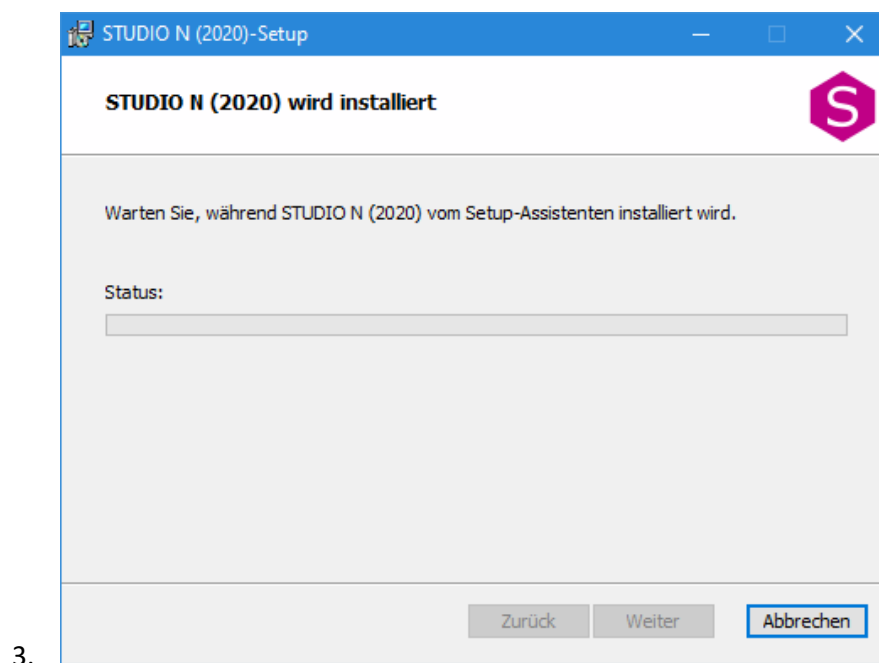 STUDIO N (2020)-Setup
STUDIO N (2020) wird installiert
S
Warten Sie, während STUDIO N (2020) vom Setup-Assistenten installiert wird.
Status:
Zurück Weiter Abbrechen
3.